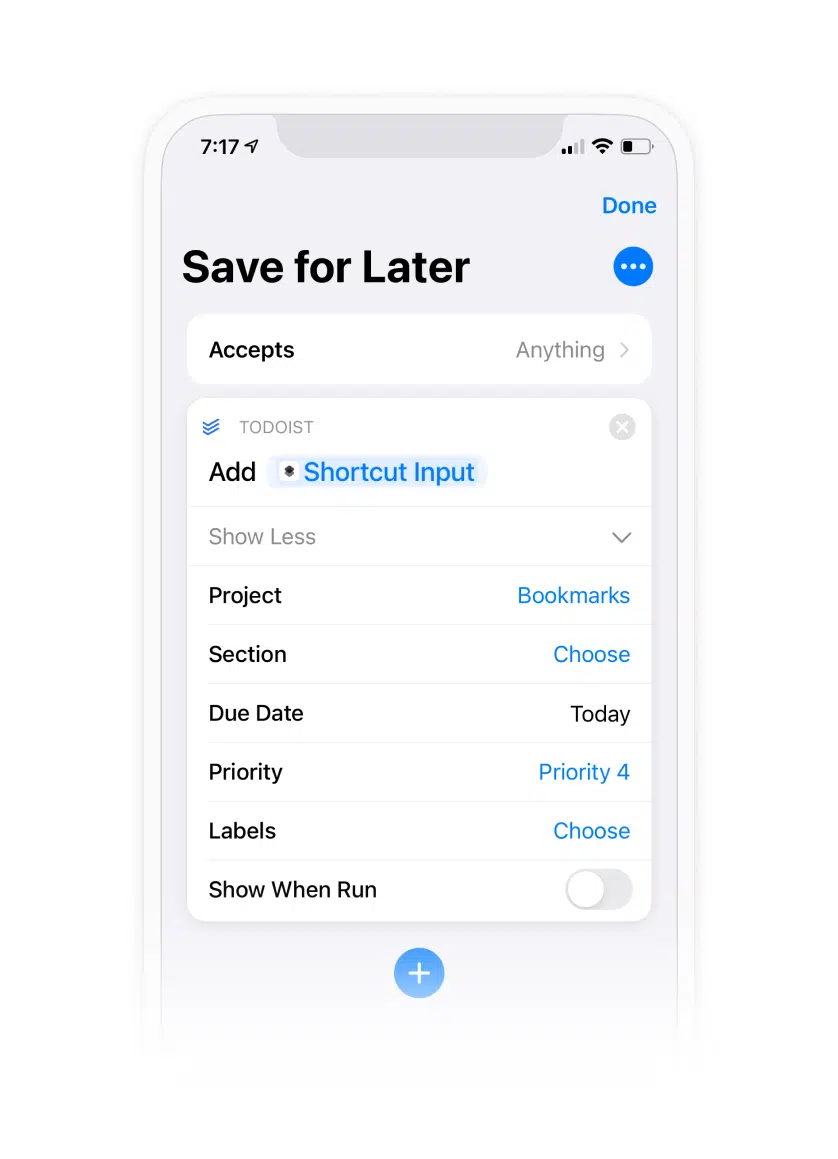 7:17
Done
Save for Later
Accepts Anything
TODOIST
Add Shortcut Input
Show Less
Project Bookmarks
Section Choose
Due Date Today
Priority Priority 4
Labels Choose
Show When Run